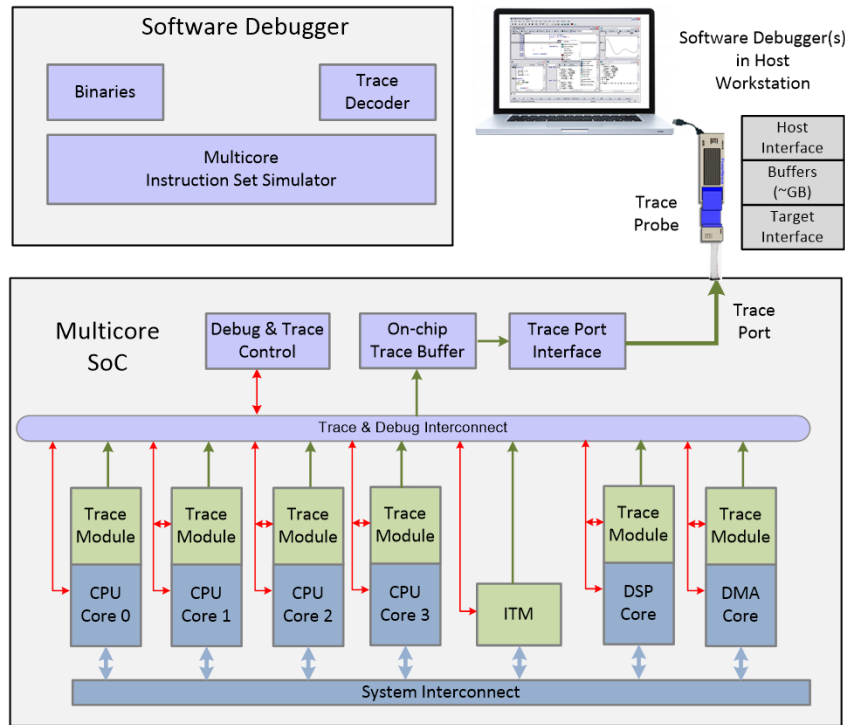 Software Debugger
Binaries
Trace
Decoder
Multicore
Instruction Set Simulator
Software Debugger(s)
in Host
Workstation
Trace
Probe
Host
Interface
Buffers
(~GB)
Target
Interface
Multicore
SoC
Debug & Trace
Control
On-chip
Trace Buffer
Trace Port
Interface
Trace
Port
Trace & Debug Interconnect
Trace
Module
CPU
Core 0
Trace
Module
CPU
Core 1
Trace
Module
CPU
Core 2
Trace
Module
CPU
Core 3
ITM
Trace
Module
DSP
Core
Trace
Module
DMA
Core
System Interconnect